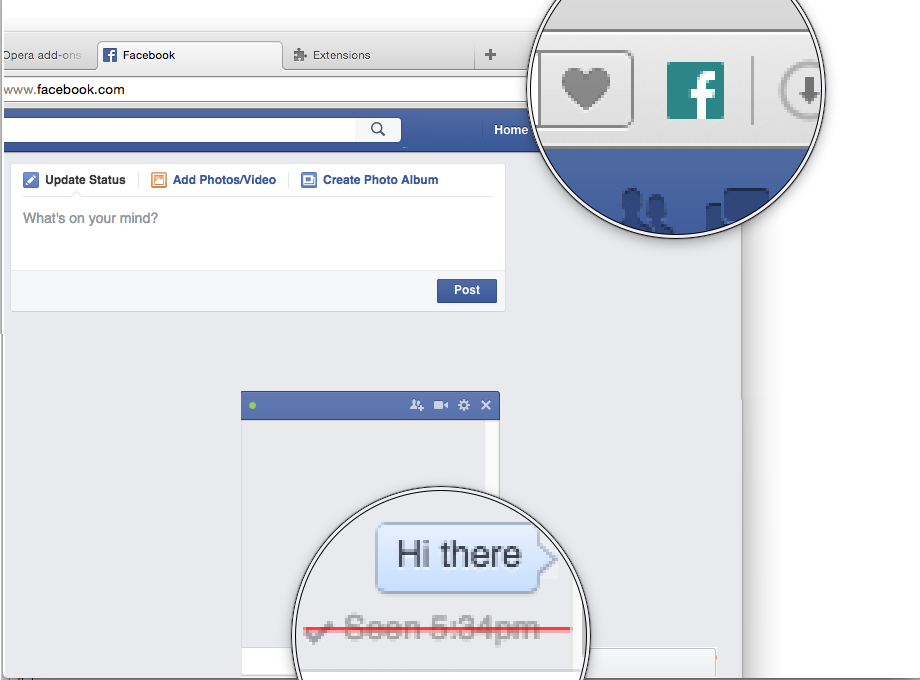 Opera add-ons
Facebook
Extensions
www.facebook.com
Home
Update Status
Add Photos/Video
Create Photo Album
What's on your mind?
Post
Hi there
Seen 5:34pm